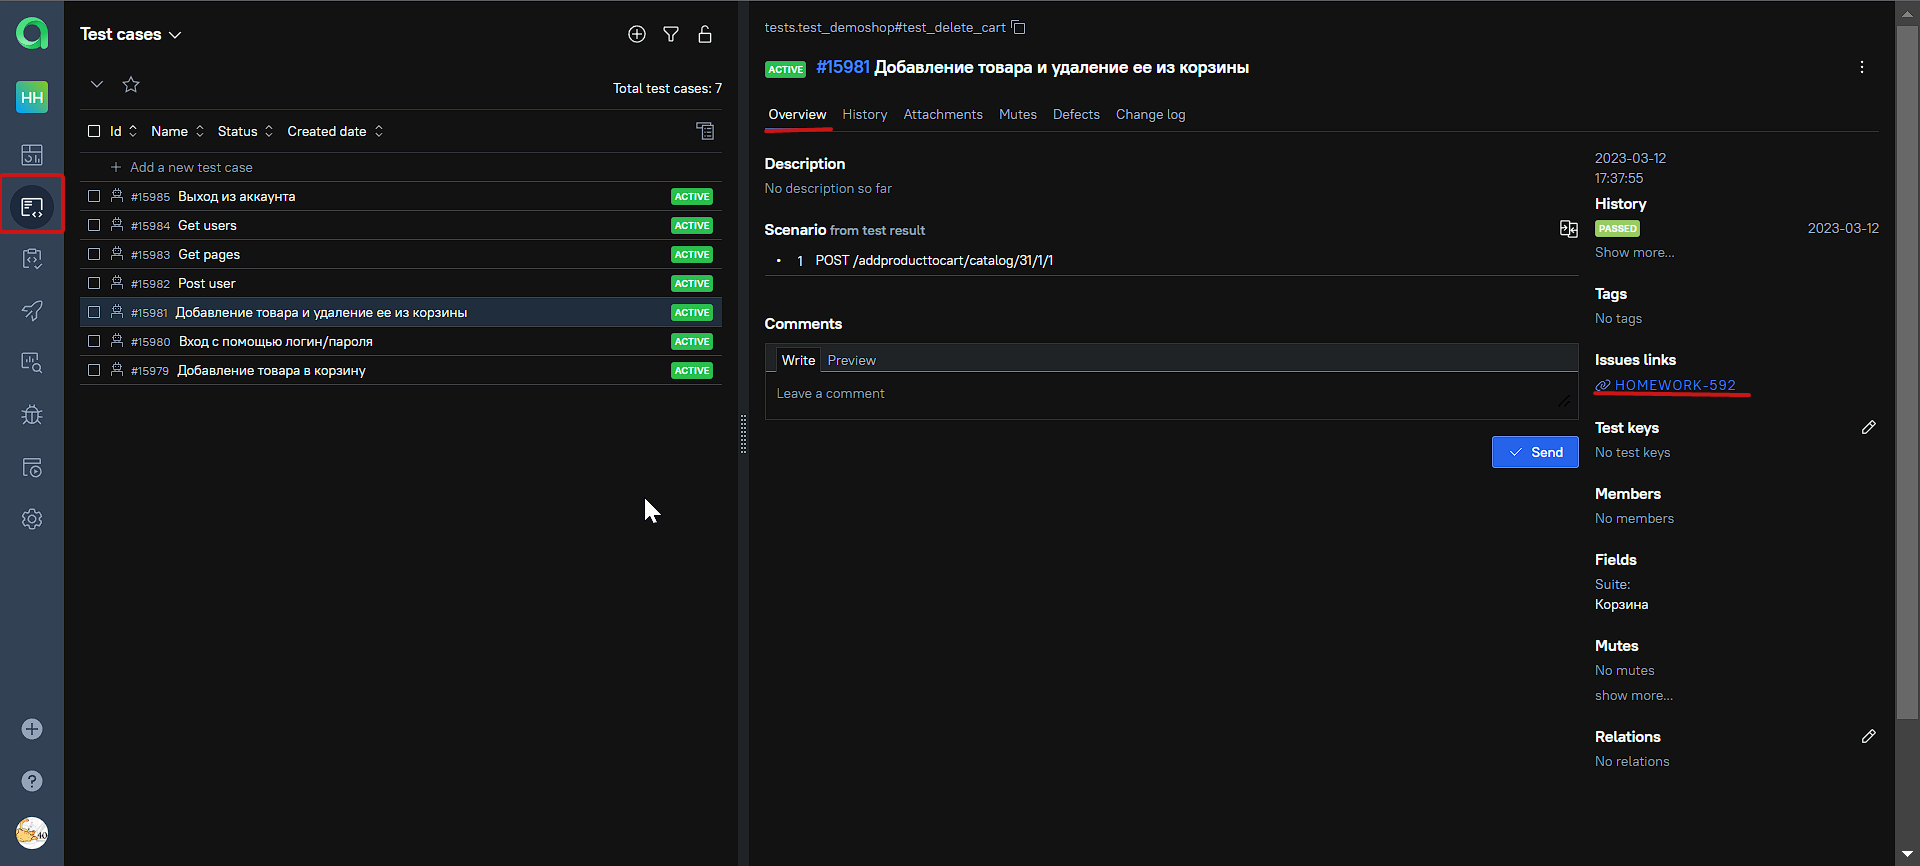 HH
Test cases
Total test cases: 7
Id Name Status Created date
Add a new test case
#15985 Выход из аккаунта ACTIVE
#15984 Get users ACTIVE
#15983 Get pages ACTIVE
#15982 Post user ACTIVE
#15981 Добавление товара и удаление ее из корзины ACTIVE
#15980 Вход с помощью логин/пароля ACTIVE
#15979 Добавление товара в корзину ACTIVE
tests.test_demoshop#test_delete_cart
ACTIVE #15981 Добавление товара и удаление ее из корзины
Overview History Attachments Mutes Defects Change log
Description
No description so far
Scenario from test result
• 1 POST /addproducttocart/catalog/31/1/1
Comments
Write Preview
Leave a comment
Send
2023-03-12
17:37:55
History
PASSED 2023-03-12
Show more...
Tags
No tags
Issues links
HOMEWORK-592
Test keys
No test keys
Members
No members
Fields
Suite:
Корзина
Mutes
No mutes
show more...
Relations
No relations